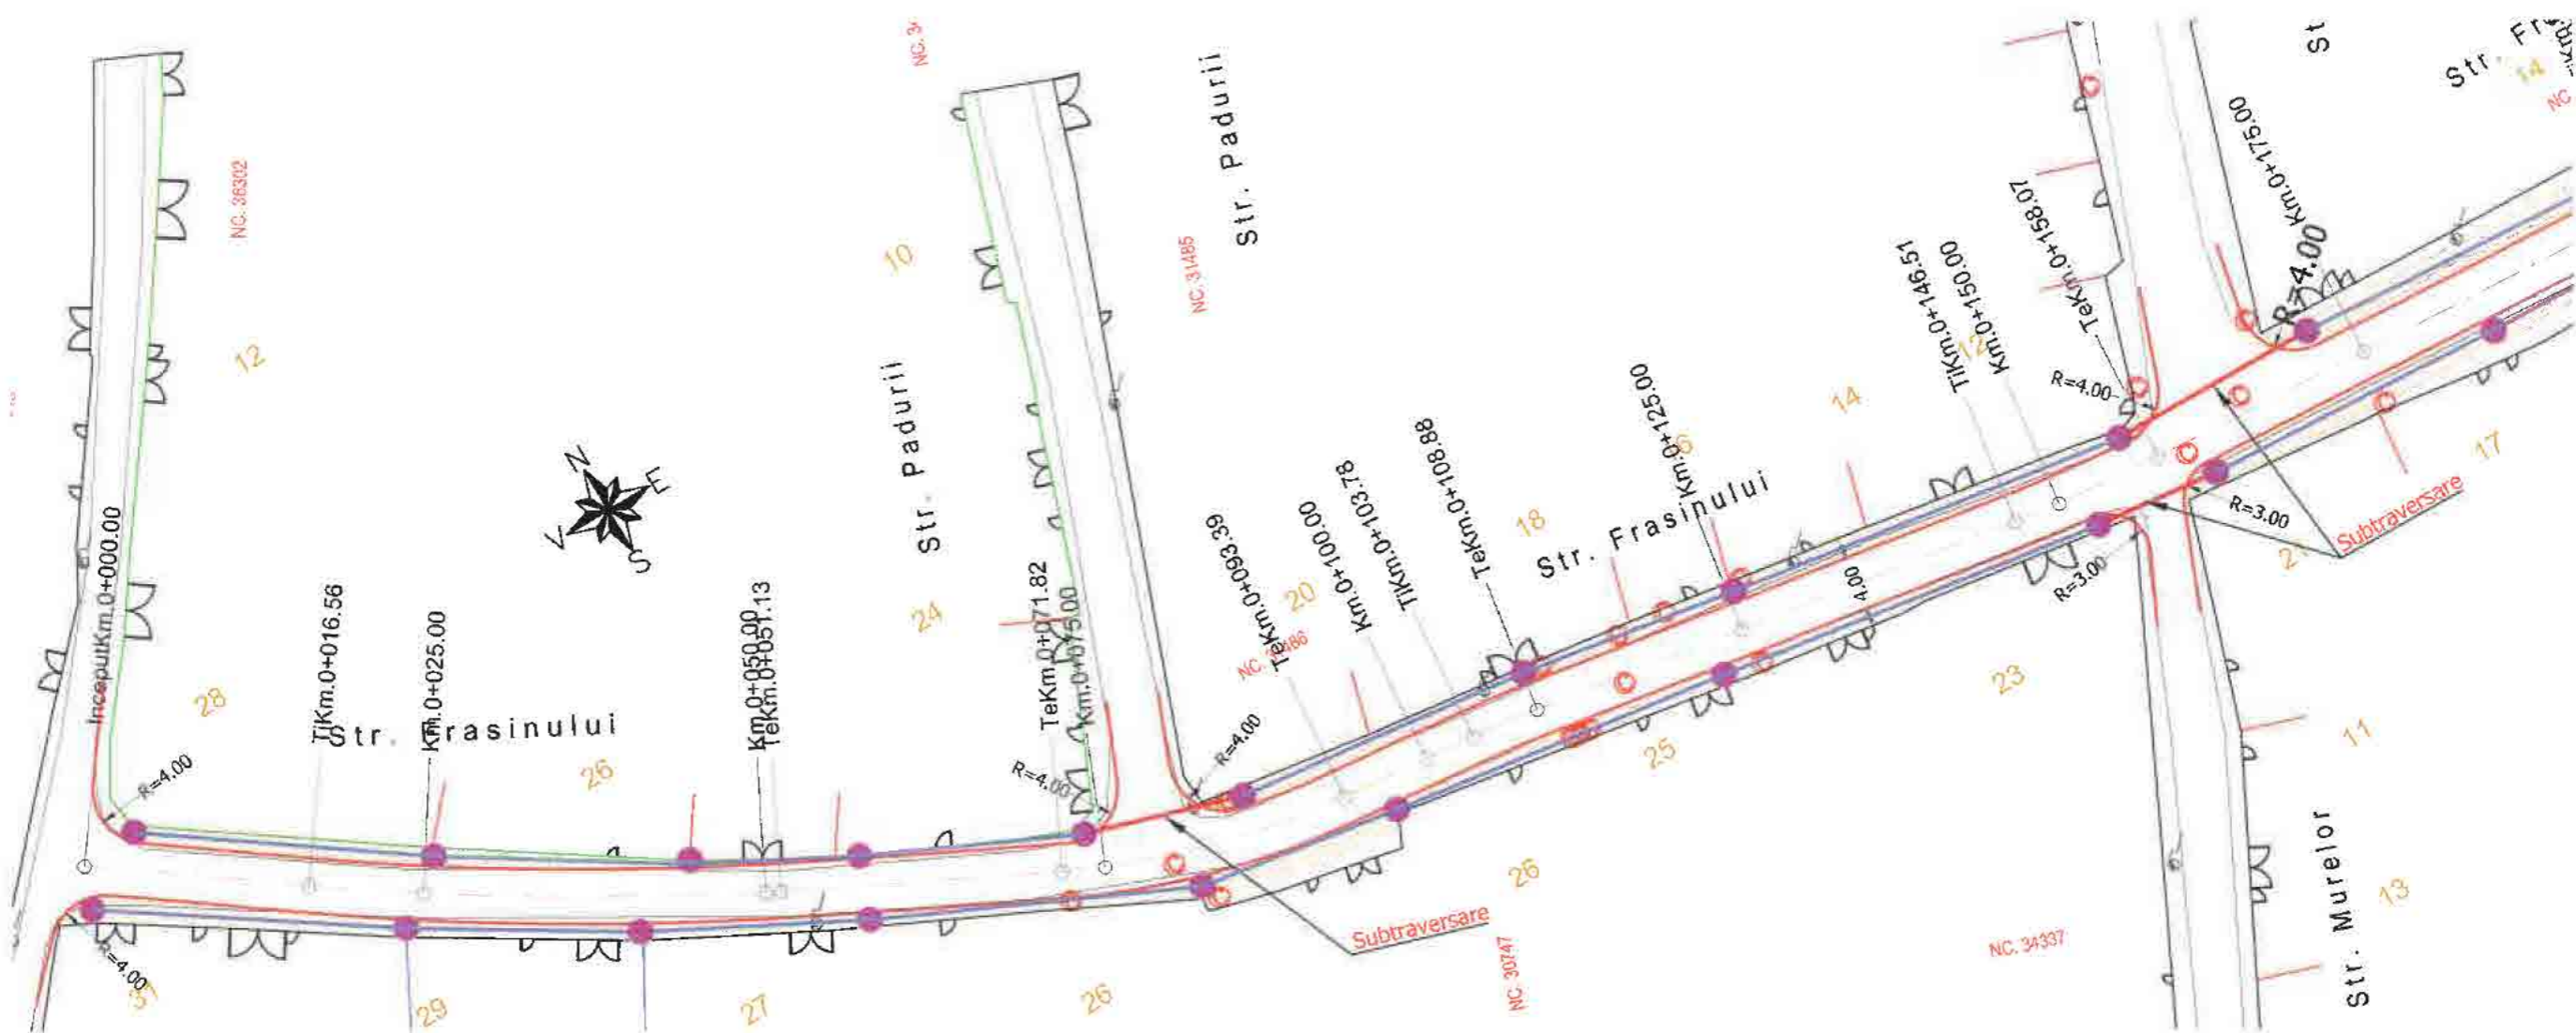 NC. 38302
12
28
InceputKm.0+000.00
R=4.00
R=4.00
31
TiKm.0+016.56
Km.0+025.00
Str. Frasinului
26
29
27
Km.0+050.00
TeKm.0+051.13
N
E
S
V
10
Str. Padurii
24
TeKm.0+071.82
Km.0+075.00
R=4.00
26
Str. Padurii
NC. 31485
R=4.00
TeKm.0+093.39
20
Km.0+100.00
TiKm.0+103.78
TeKm.0+108.88
18
Str. Frasinului
Km.0+125.00
14
4.00
25
26
Subtraversare
NC. 30747
23
NC. 34337
TiKm.0+146.51
12
Km.0+150.00
TeKm.0+158.07
R=4.00
Km.0+175.00
R=4.00
St
Str.
14
NC
17
R=3.00
R=3.00
Subtraversare
11
13
Str. Murelor